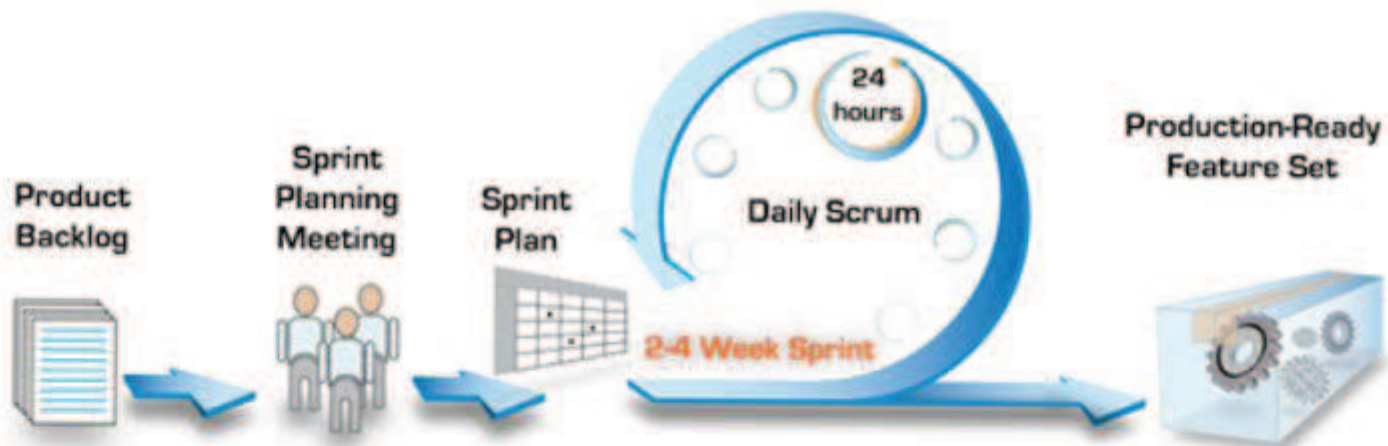 Product
Backlog
Sprint
Planning
Meeting
Sprint
Plan
24
hours
Daily Scrum
2-4 Week Sprint
Production-Ready
Feature Set